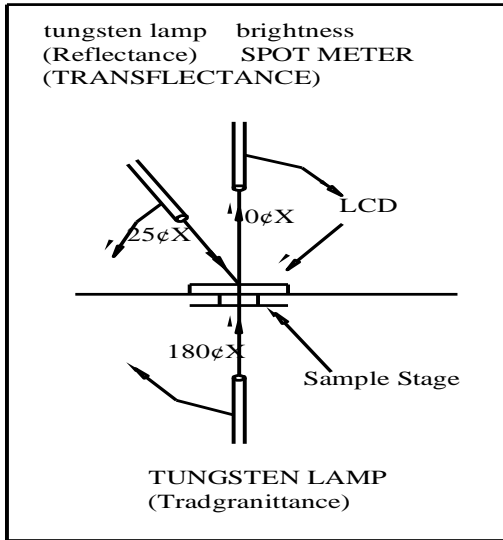 tungsten lamp brightness
(Reflectance) SPOT METER
(TRANSFLECTANCE)
LCD
0¢X
25¢X
180¢X
Sample Stage
TUNGSTEN LAMP
(Tradgranittance)